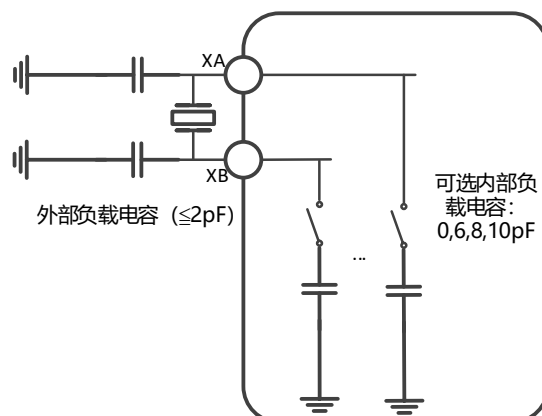 XA
XB
外部负载电容（≦2pF）
可选内部负
载电容：
0,6,8,10pF
...